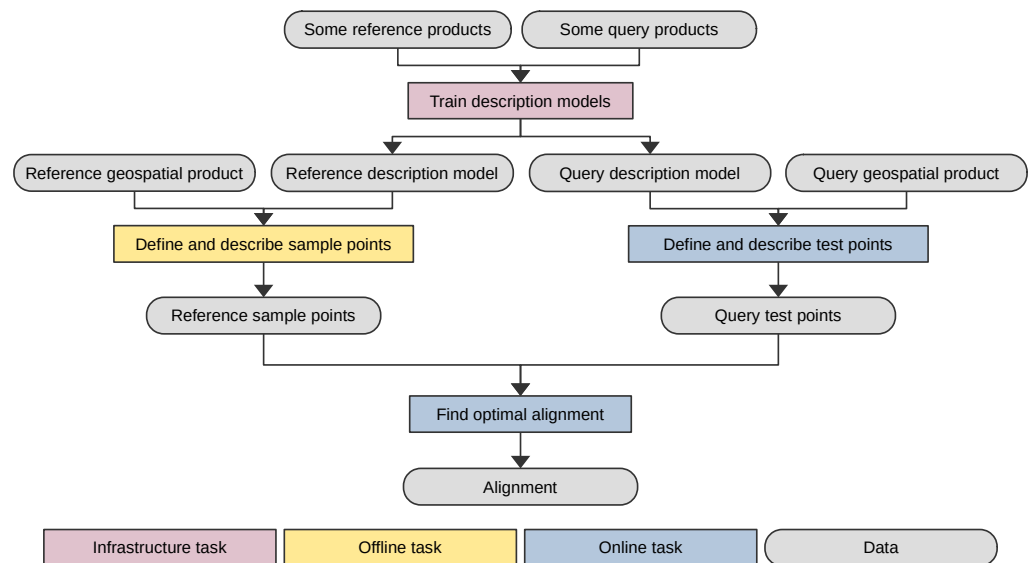 Some reference products
Some query products
Train description models
Reference geospatial product
Reference description model
Query description model
Query geospatial product
Define and describe sample points
Define and describe test points
Reference sample points
Query test points
Find optimal alignment
Alignment
Infrastructure task
Offline task
Online task
Data